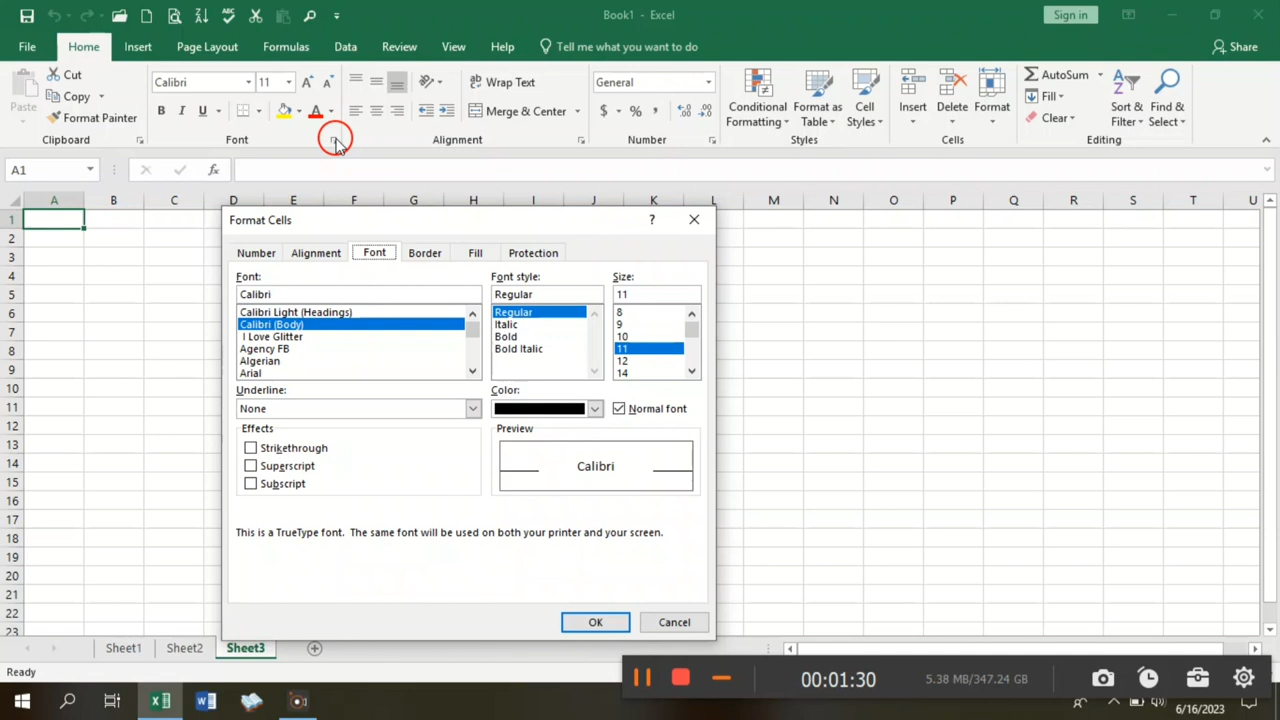 Book1 - Excel
Sign in
File Home Insert Page Layout Formulas Data Review View Help Tell me what you want to do Share
Paste
Cut
Copy
Format Painter
Clipboard
Calibri 11
B I U
Font
Wrap Text
Merge & Center
Alignment
General
$ % ,
Number
Conditional Formatting
Format as Table
Cell Styles
Styles
Insert
Delete
Format
Cells
AutoSum
Fill
Clear
Sort & Filter
Find & Select
Editing
A1
fx
A B C D E F G H I J K L M N O P Q R S T U
1
2
3
4
5
6
7
8
9
10
11
12
13
14
15
16
17
18
19
20
21
22
23
Format Cells
?
Number Alignment Font Border Fill Protection
Font: Font style: Size:
Calibri Regular 11
Calibri Light (Headings) Regular 8
Calibri (Body) Italic 9
I Love Glitter Bold 10
Agency FB Bold Italic 11
Algerian 12
Arial 14
Underline: Color:
None Normal font
Effects Preview
Strikethrough
Superscript Calibri
Subscript
This is a TrueType font. The same font will be used on both your printer and your screen.
OK Cancel
Sheet1 Sheet2 Sheet3
Ready
00:01:30 5.38 MB/347.24 GB
6/16/2023